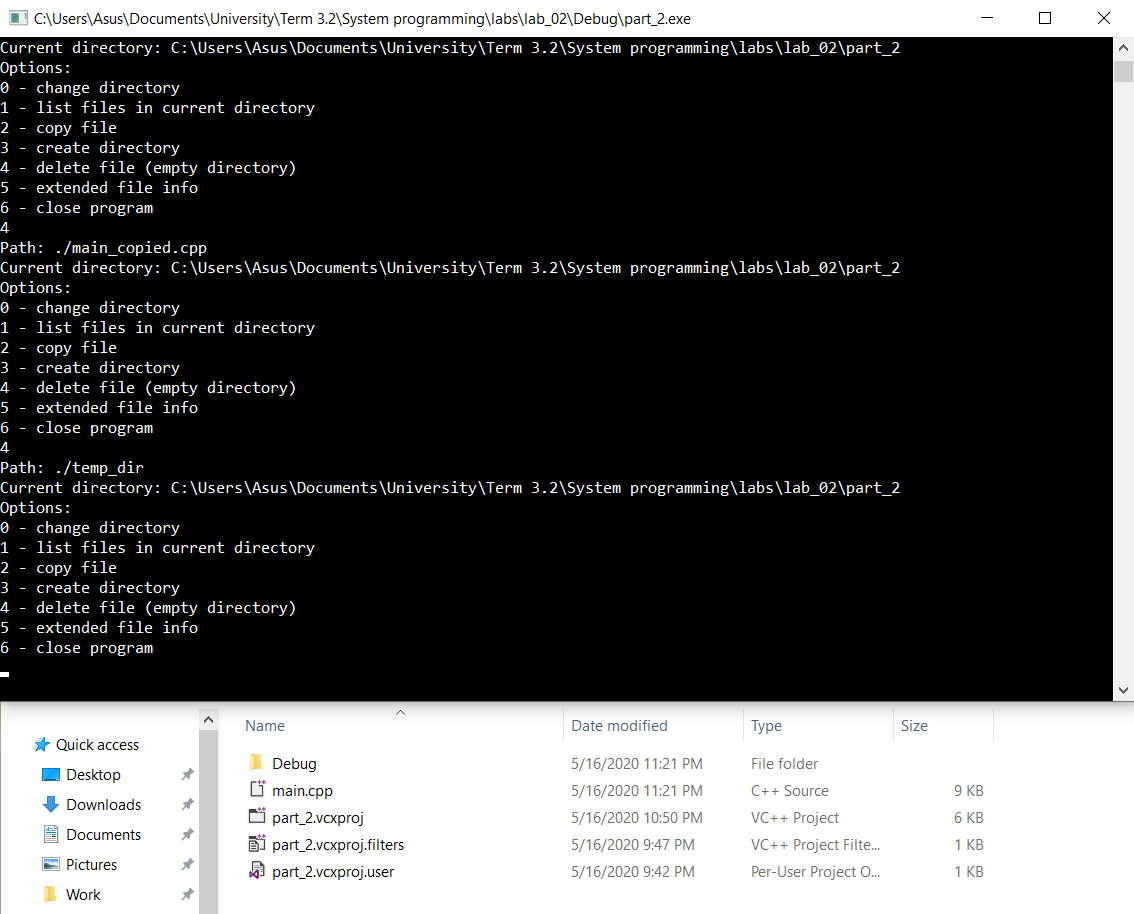 C:\Users\Asus\Documents\University\Term 3.2\System programming\labs\lab_02\Debug\part_2.exe
Current directory: C:\Users\Asus\Documents\University\Term 3.2\System programming\labs\lab_02\part_2
Options:
0 - change directory
1 - list files in current directory
2 - copy file
3 - create directory
4 - delete file (empty directory)
5 - extended file info
6 - close program
4
Path: ./main_copied.cpp
Current directory: C:\Users\Asus\Documents\University\Term 3.2\System programming\labs\lab_02\part_2
Options:
0 - change directory
1 - list files in current directory
2 - copy file
3 - create directory
4 - delete file (empty directory)
5 - extended file info
6 - close program
4
Path: ./temp_dir
Current directory: C:\Users\Asus\Documents\University\Term 3.2\System programming\labs\lab_02\part_2
Options:
0 - change directory
1 - list files in current directory
2 - copy file
3 - create directory
4 - delete file (empty directory)
5 - extended file info
6 - close program
Quick access
Desktop
Downloads
Documents
Pictures
Work
Name Date modified Type Size
Debug 5/16/2020 11:21 PM File folder
main.cpp 5/16/2020 11:21 PM C++ Source 9 KB
part_2.vcxproj 5/16/2020 10:50 PM VC++ Project 6 KB
part_2.vcxproj.filters 5/16/2020 9:47 PM VC++ Project Filte... 1 KB
part_2.vcxproj.user 5/16/2020 9:42 PM Per-User Project O... 1 KB